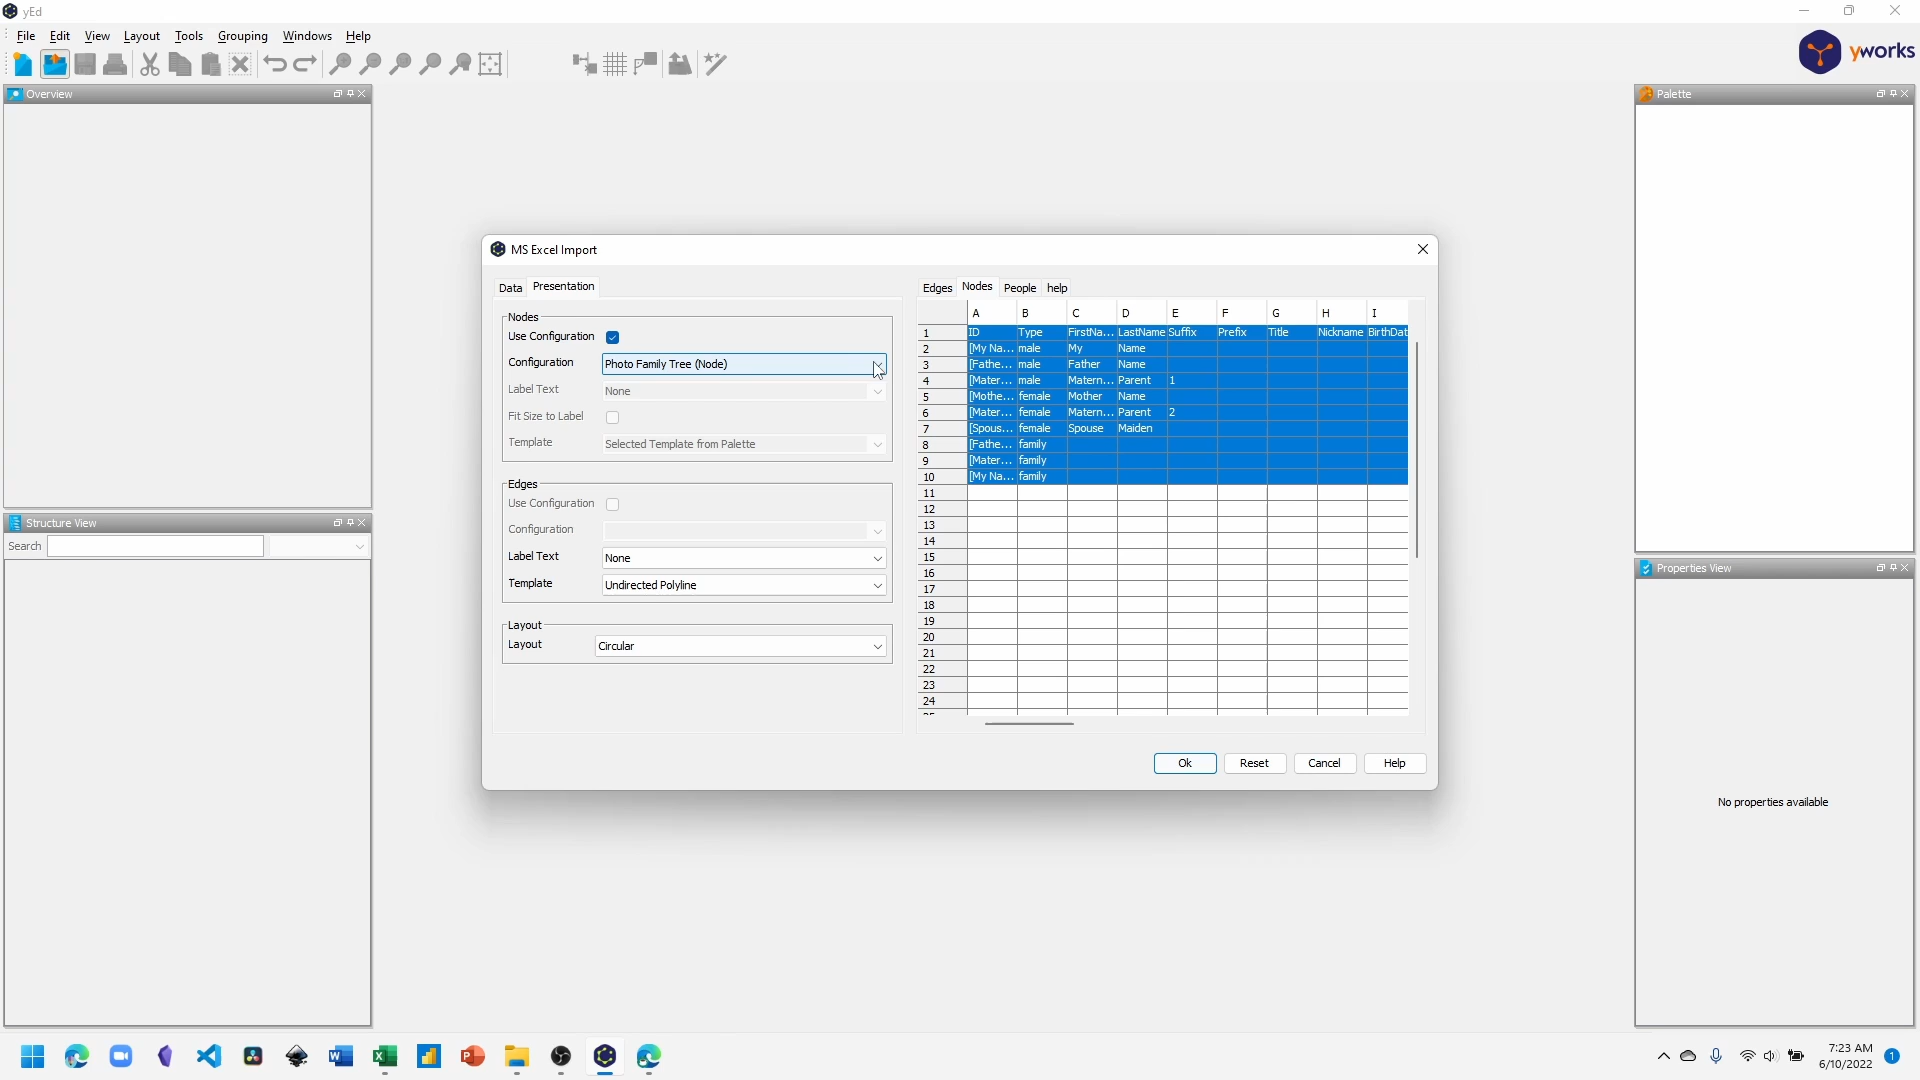 yEd
File Edit View Layout Tools Grouping Windows Help
yworks
Overview
Palette
MS Excel Import
Data Presentation
Nodes
Use Configuration
Configuration Photo Family Tree (Node)
Label Text None
Fit Size to Label
Template Selected Template from Palette
Edges
Use Configuration
Configuration
Label Text None
Template Undirected Polyline
Layout
Layout Circular
Edges Nodes People help
A B C D E F G H I
1 ID Type FirstNa... LastName Suffix Prefix Title Nickname BirthDat
2 [My Na... male My Name
3 [Fathe... male Father Name
4 [Mater... male Matern... Parent 1
5 [Mothe... female Mother Name
6 [Mater... female Matern... Parent 2
7 [Spous... female Spouse Maiden
8 [Fathe... family
9 [Mater... family
10 [My Na... family
11
12
13
14
15
16
17
18
19
20
21
22
23
24
25
Ok Reset Cancel Help
Structure View
Search
Properties View
No properties available
7:23 AM
6/10/2022
1